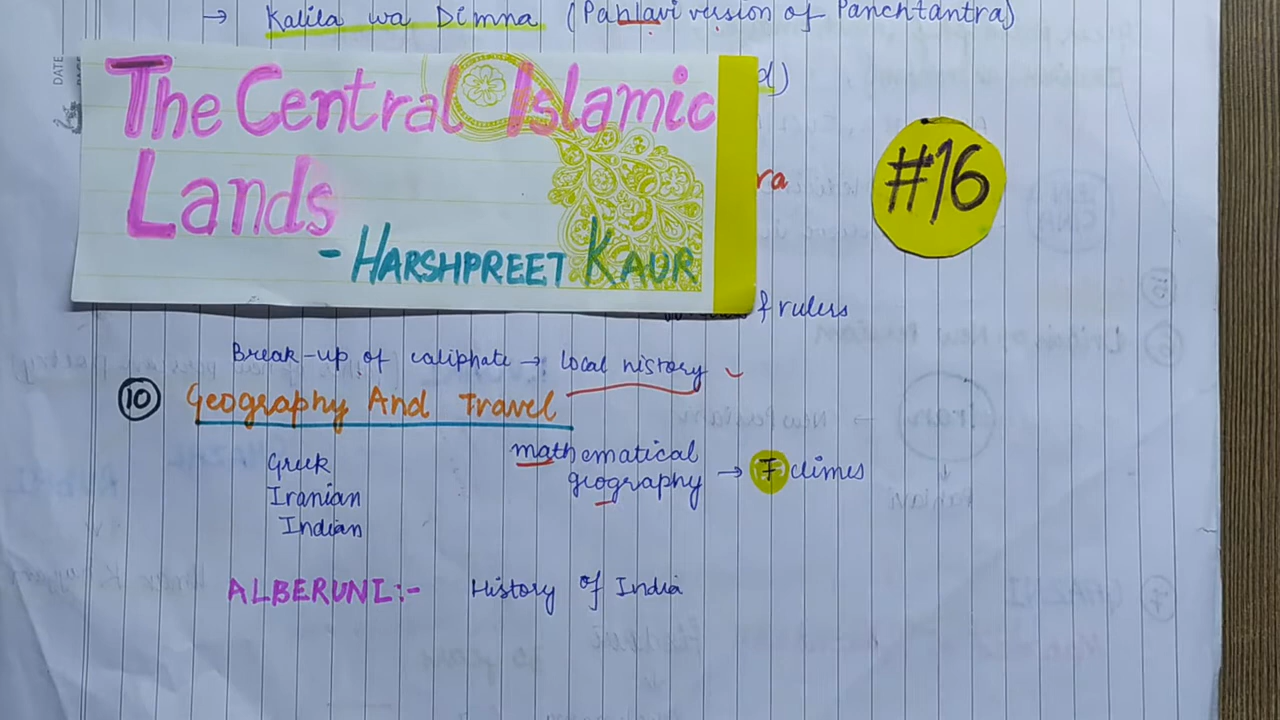 → Kalila wa Dimna (Pahlavi version of Panchtantra)
DATE
The Central Islamic
d)
#16
Lands
ra
- HARSHPREET KAUR
f rulers
Break-up of caliphate → local history
10 Geography And Travel
Greek
Iranian
Indian
mathematical
geography → 7 climes
ALBERUNI:- History of India